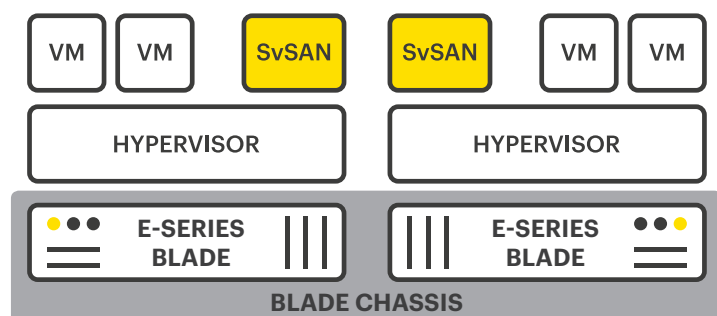 VM VM SvSAN SvSAN VM VM
HYPERVISOR HYPERVISOR
E-SERIES E-SERIES
BLADE BLADE
BLADE CHASSIS